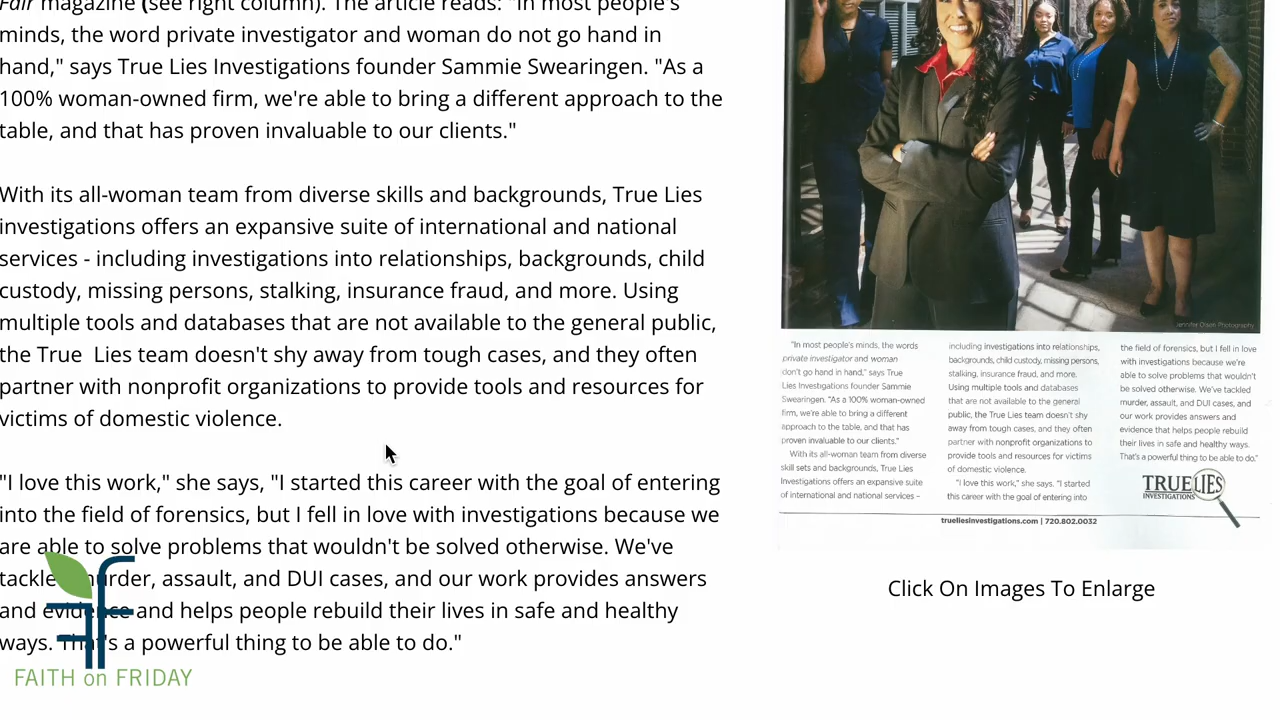 Fair magazine (see right column). The article reads: "In most people's
minds, the word private investigator and woman do not go hand in
hand," says True Lies Investigations founder Sammie Swearingen. "As a
100% woman-owned firm, we're able to bring a different approach to the
table, and that has proven invaluable to our clients."
With its all-woman team from diverse skills and backgrounds, True Lies
investigations offers an expansive suite of international and national
services - including investigations into relationships, backgrounds, child
custody, missing persons, stalking, insurance fraud, and more. Using
multiple tools and databases that are not available to the general public,
the True  Lies team doesn't shy away from tough cases, and they often
partner with nonprofit organizations to provide tools and resources for
victims of domestic violence.
"I love this work," she says, "I started this career with the goal of entering
into the field of forensics, but I fell in love with investigations because we
are able to solve problems that wouldn't be solved otherwise. We've
tackled murder, assault, and DUI cases, and our work provides answers
and evidence and helps people rebuild their lives in safe and healthy
ways. That's a powerful thing to be able to do."
FAITH on FRIDAY
Jennifer Olson Photography
"In most people's minds, the words
private investigator and woman
don't go hand in hand," says True
Lies Investigations founder Sammie
Swearingen. "As a 100% woman-owned
firm, we're able to bring a different
approach to the table, and that has
proven invaluable to our clients."
With its all-woman team from diverse
skill sets and backgrounds, True Lies
Investigations offers an expansive suite
of international and national services –
including investigations into relationships,
backgrounds, child custody, missing persons,
stalking, insurance fraud, and more.
Using multiple tools and databases
that are not available to the general
public, the True Lies team doesn't shy
away from tough cases, and they often
partner with nonprofit organizations to
provide tools and resources for victims
of domestic violence.
"I love this work," she says. "I started
this career with the goal of entering into
the field of forensics, but I fell in love
with investigations because we're
able to solve problems that wouldn't
be solved otherwise. We've tackled
murder, assault, and DUI cases, and
our work provides answers and
evidence that helps people rebuild
their lives in safe and healthy ways.
That's a powerful thing to be able to do."
TRUE LIES
INVESTIGATIONS
trueliesinvestigations.com | 720.802.0032
Click On Images To Enlarge